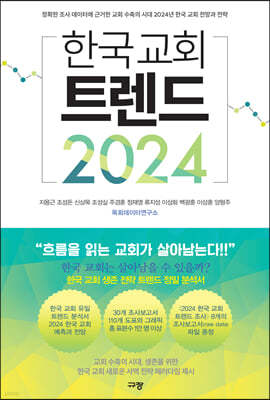 정확한 조사 데이터에 근거한 교회 수축의 시대 2024년 한국 교회 전망과 전략
한국 교회
트렌드
2024
지용근 조성돈 신상목 조성실 주경훈 정재영 류지성 이상화 백광훈 이상훈 양형주
목회데이터연구소
“흐름을 읽는 교회가 살아남는다!!”
한국 교회는 살아남을 수 있을까?
한국 교회 생존 전략 트렌드 정밀 분석서
한국 교회 유일
트렌드 분석서
2024 한국 교회
예측과 전망
30개 조사보고서
110개 도표와 그래픽
총 표본수 1만 명 이상
2024 한국 교회
트렌드 조사·8개의
조사보고서raw data
파일 증정
교회 수축의 시대, 생존을 위한
한국 교회 새로운 사역 전략 패러다임 제시
규장